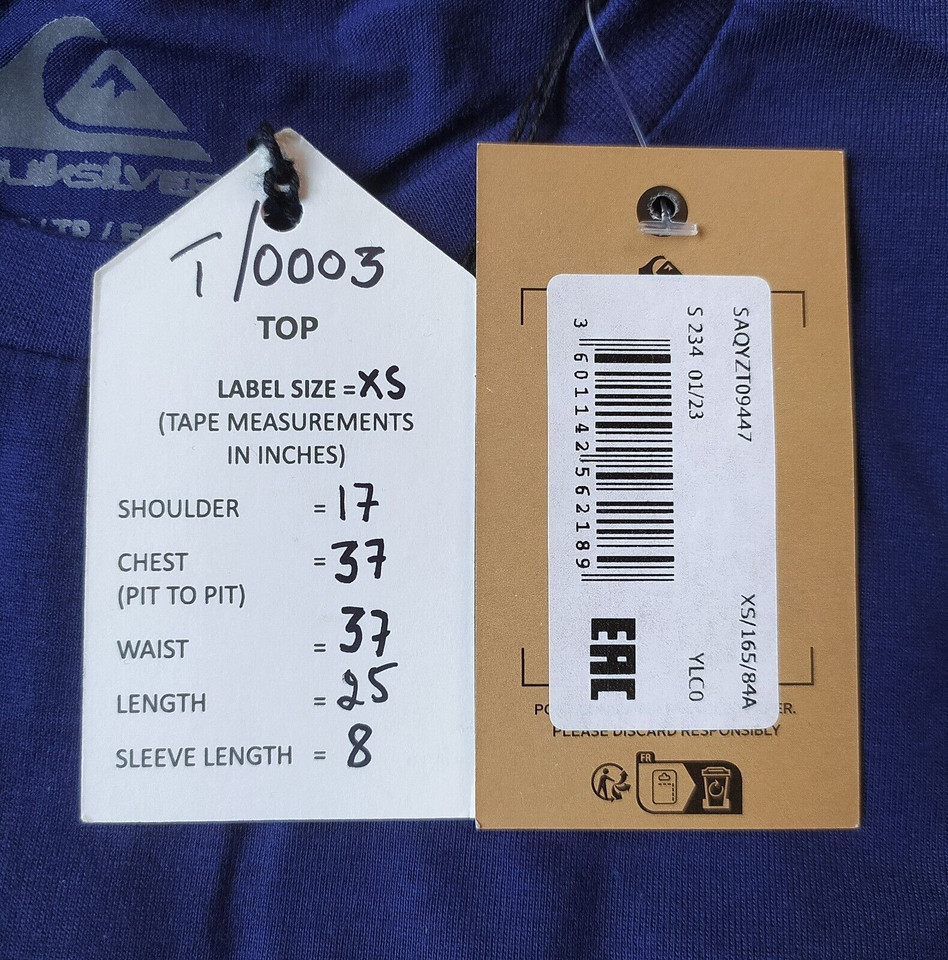 QUIKSILVER
T/0003
TOP
LABEL SIZE = XS
(TAPE MEASUREMENTS
IN INCHES)
SHOULDER = 17
CHEST = 37
(PIT TO PIT)
WAIST = 37
LENGTH = 25
SLEEVE LENGTH = 8
SAQYZT09447 XS/165/84A
S 234 01/23 YLC0
3 601142 562189
EAC
PLEASE DISCARD RESPONSIBLY
FR